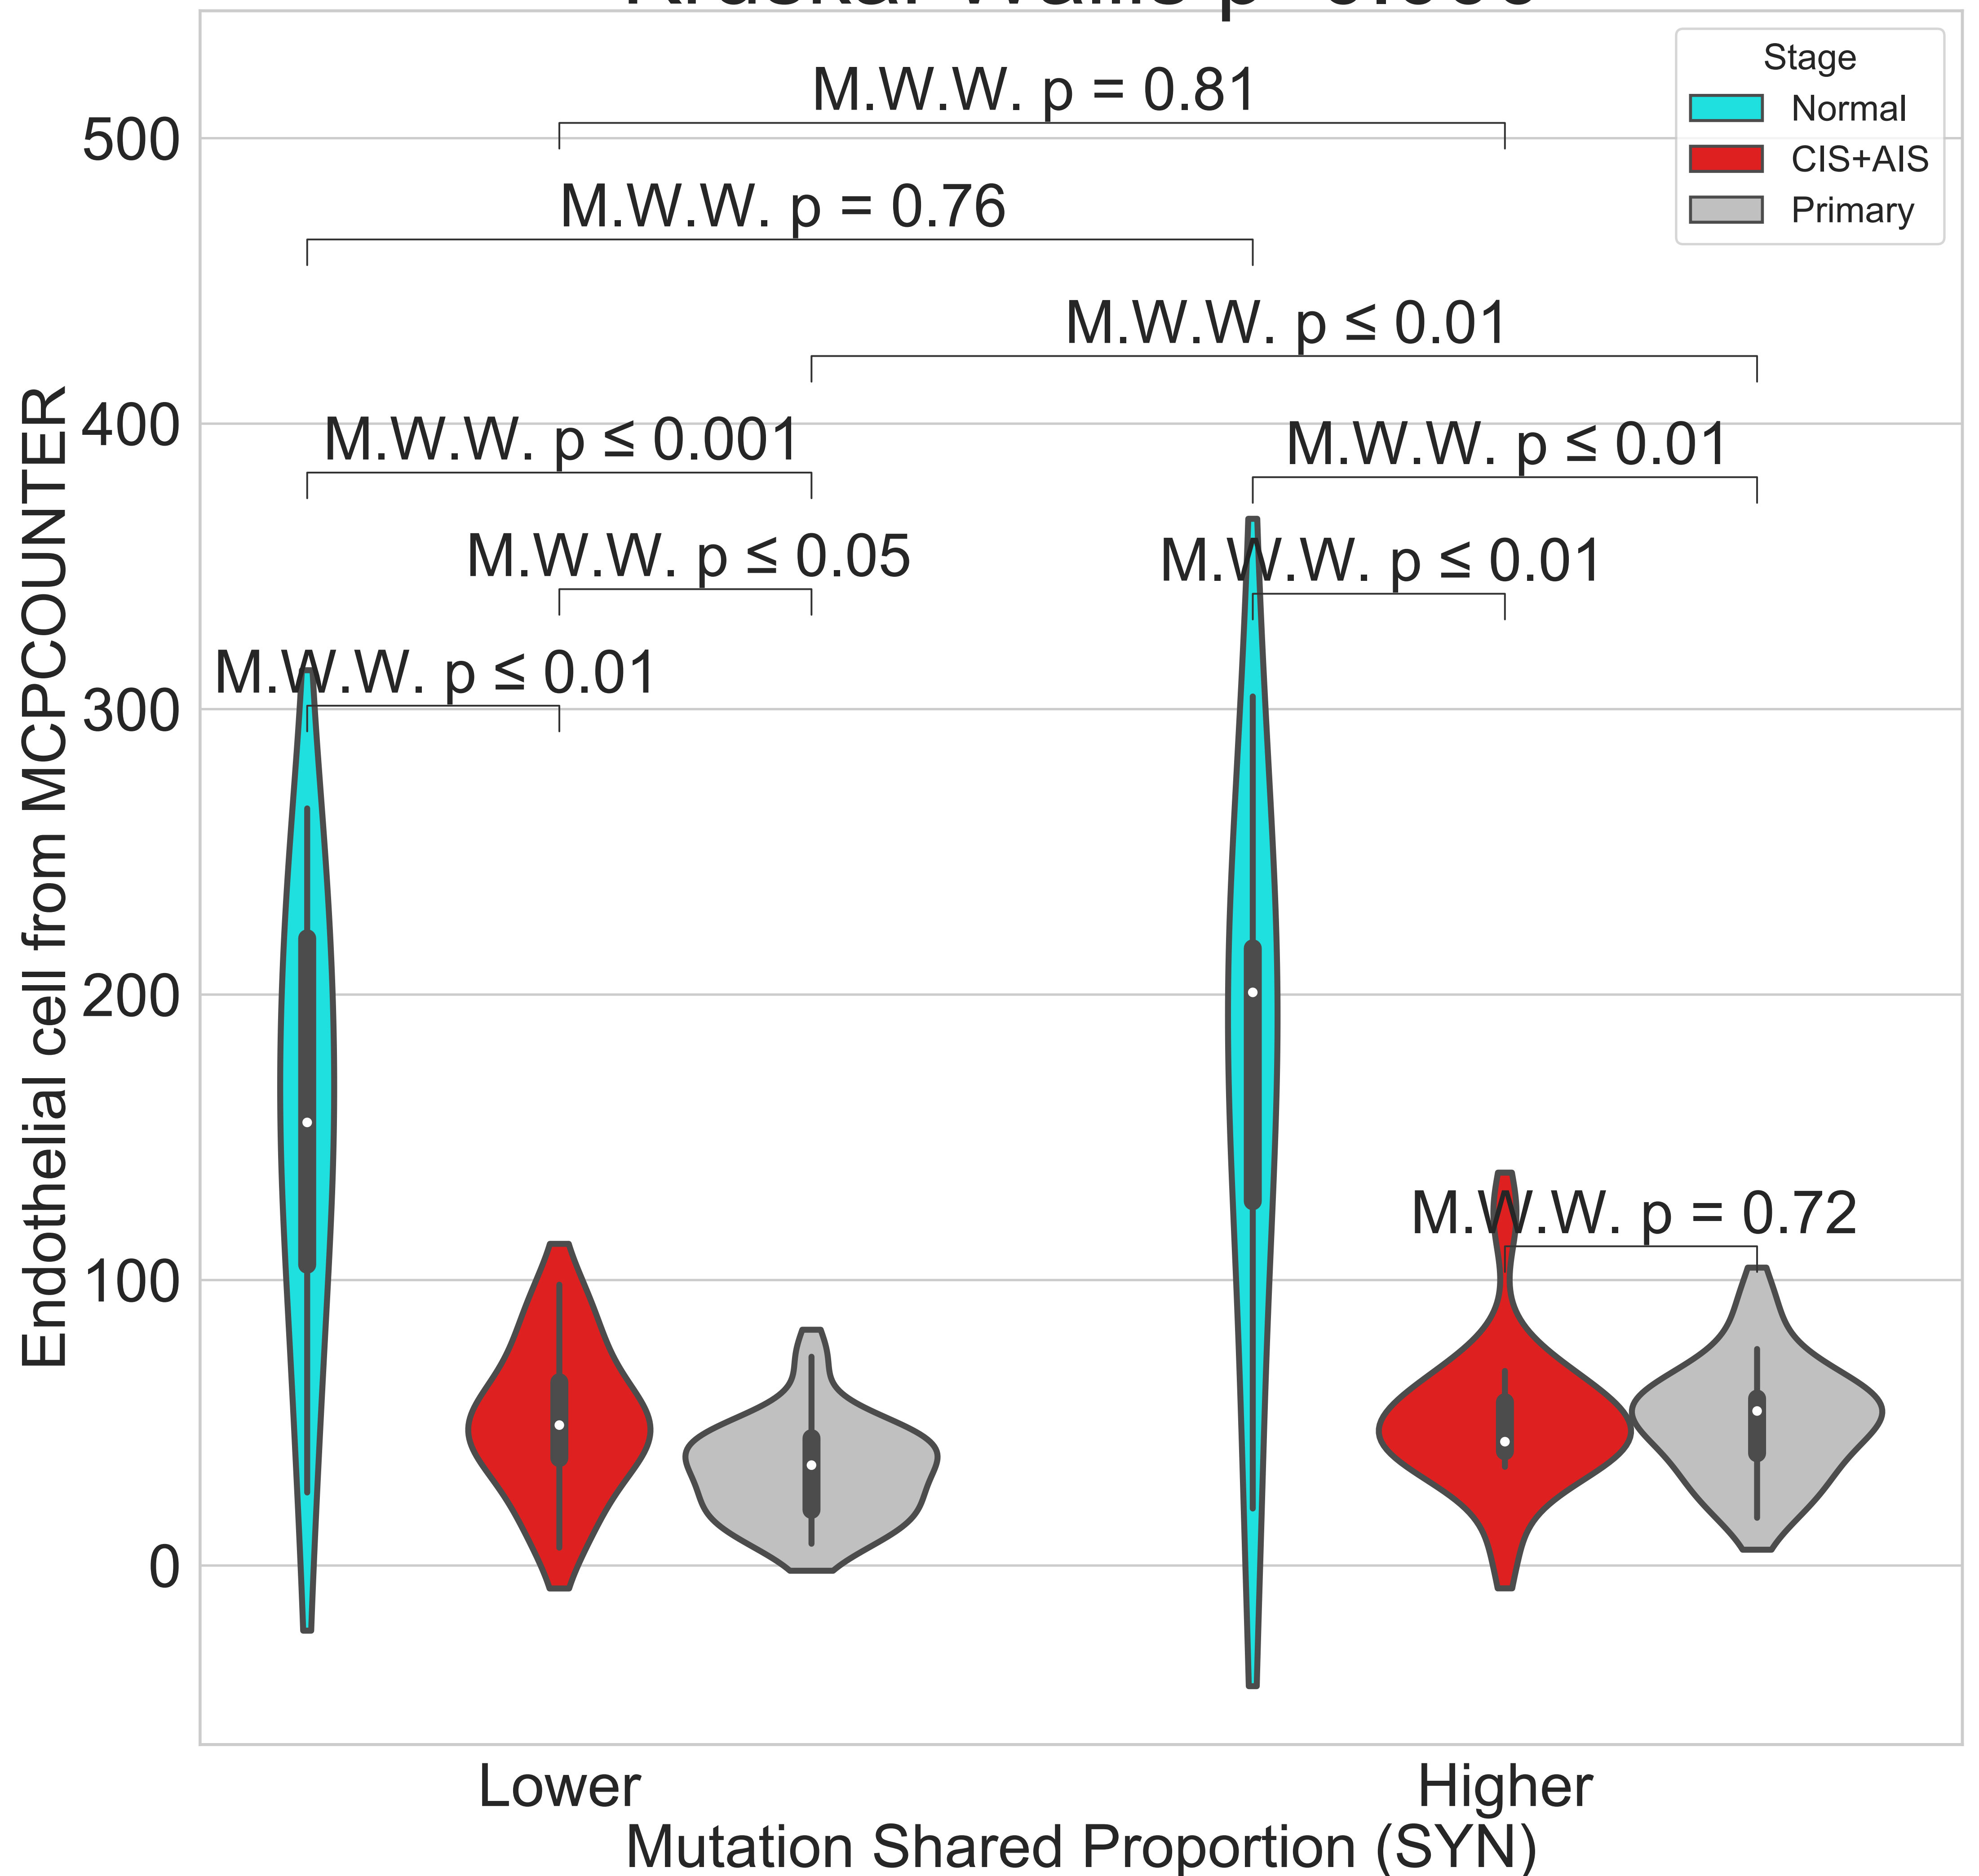 Stage
Normal
CIS+AIS
Primary
M.W.W. p = 0.81
M.W.W. p = 0.76
M.W.W. p ≤ 0.01
M.W.W. p ≤ 0.001
M.W.W. p ≤ 0.01
M.W.W. p ≤ 0.05
M.W.W. p ≤ 0.01
M.W.W. p ≤ 0.01
M.W.W. p = 0.72
500
400
300
200
100
0
Endothelial cell from MCPCOUNTER
Lower
Higher
Mutation Shared Proportion (SYN)